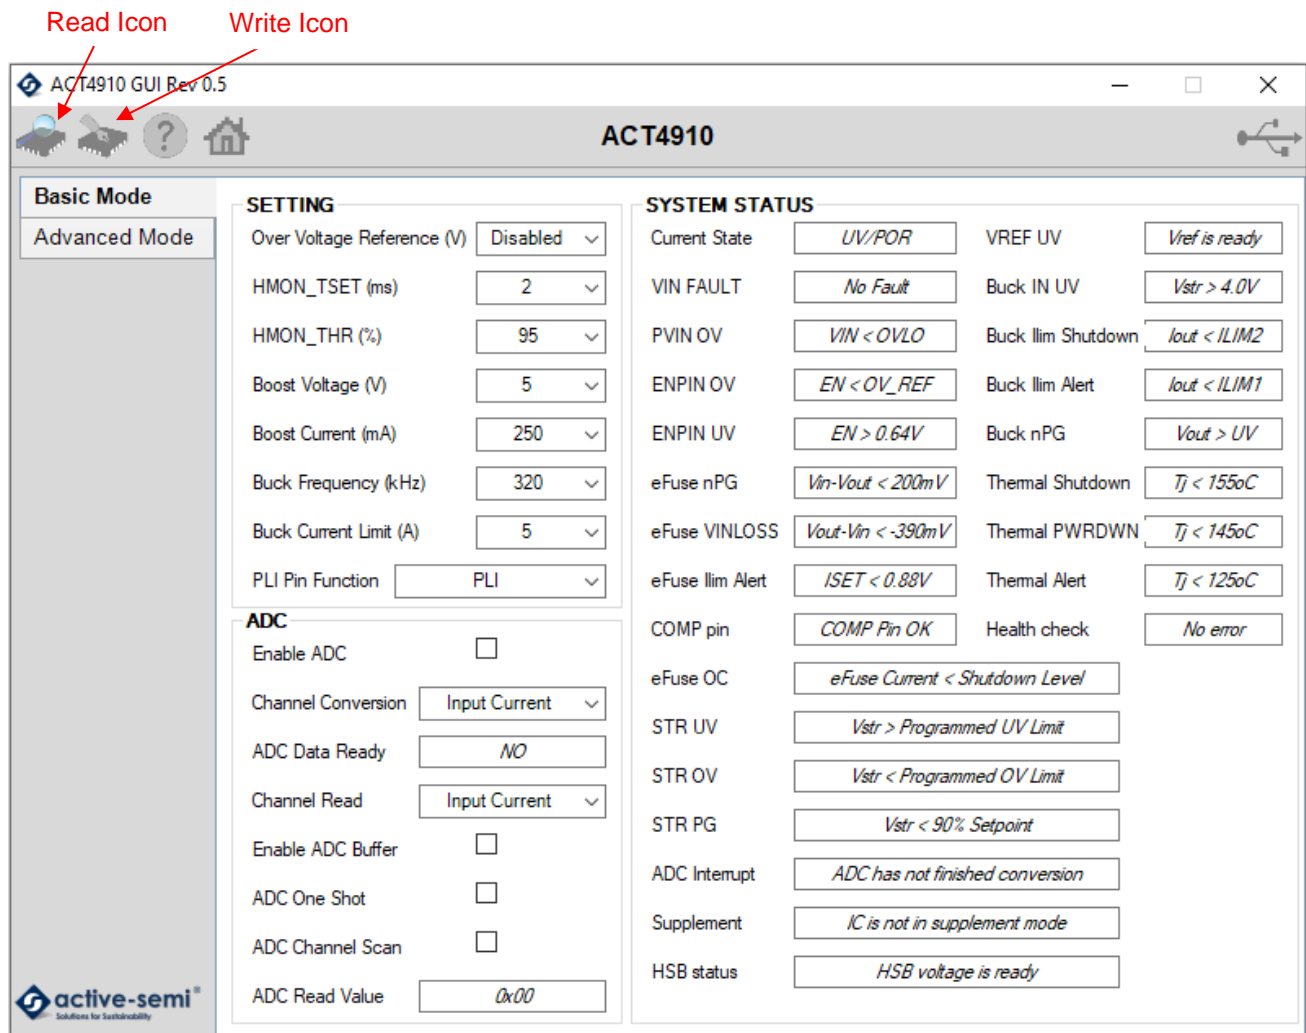 Read Icon
Write Icon
ACT4910 GUI Rev 0.5
?
ACT4910
Basic Mode
Advanced Mode
SETTING
Over Voltage Reference (V) Disabled
HMON_TSET (ms) 2
HMON_THR (%) 95
Boost Voltage (V) 5
Boost Current (mA) 250
Buck Frequency (kHz) 320
Buck Current Limit (A) 5
PLI Pin Function PLI
ADC
Enable ADC
Channel Conversion Input Current
ADC Data Ready NO
Channel Read Input Current
Enable ADC Buffer
ADC One Shot
ADC Channel Scan
ADC Read Value 0x00
SYSTEM STATUS
Current State UV/POR VREF UV Vref is ready
VIN FAULT No Fault Buck IN UV Vstr > 4.0V
PVIN OV VIN < OVLO Buck Ilim Shutdown Iout < ILIM2
ENPIN OV EN < OV_REF Buck Ilim Alert Iout < ILIM1
ENPIN UV EN > 0.64V Buck nPG Vout > UV
eFuse nPG Vin-Vout < 200mV Thermal Shutdown Tj < 155oC
eFuse VINLOSS Vout-Vin < -390mV Thermal PWRDWN Tj < 145oC
eFuse Ilim Alert ISET < 0.88V Thermal Alert Tj < 125oC
COMP pin COMP Pin OK Health check No error
eFuse OC eFuse Current < Shutdown Level
STR UV Vstr > Programmed UV Limit
STR OV Vstr < Programmed OV Limit
STR PG Vstr < 90% Setpoint
ADC Interrupt ADC has not finished conversion
Supplement IC is not in supplement mode
HSB status HSB voltage is ready
active-semi®
Solutions for Sustainability